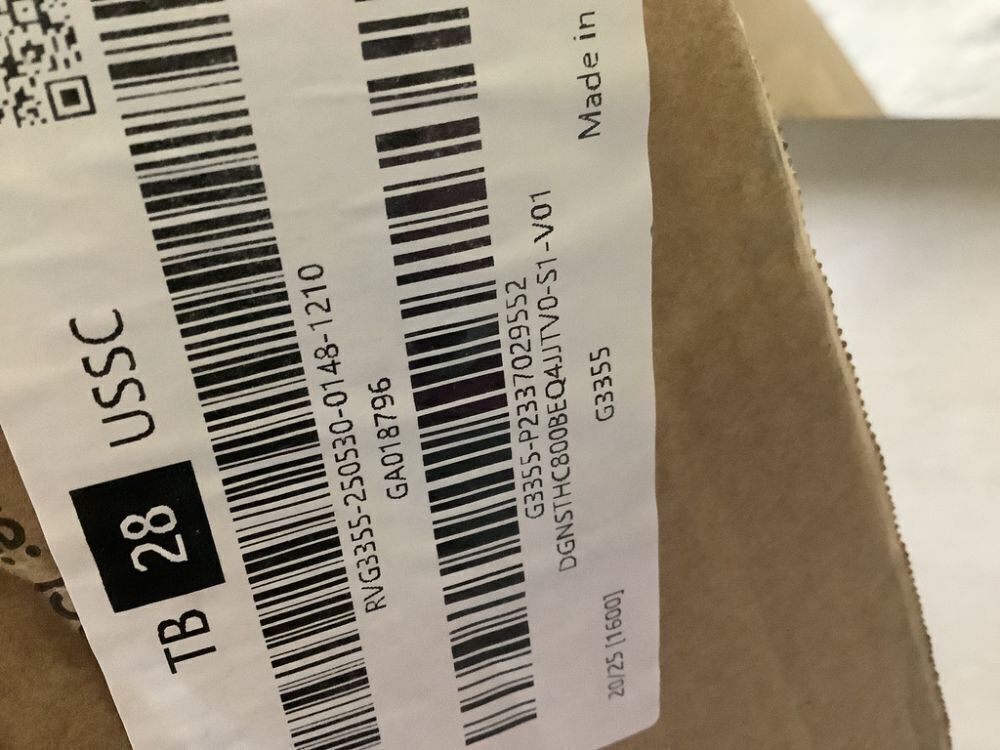 TB 28 USSC
RVG3355-250530-0148-1210
GA018796
G3355-P2337029552
DGNSTHC800BEQ4JJTV0-S1-V01
20/25 [1600] G3355 Made in